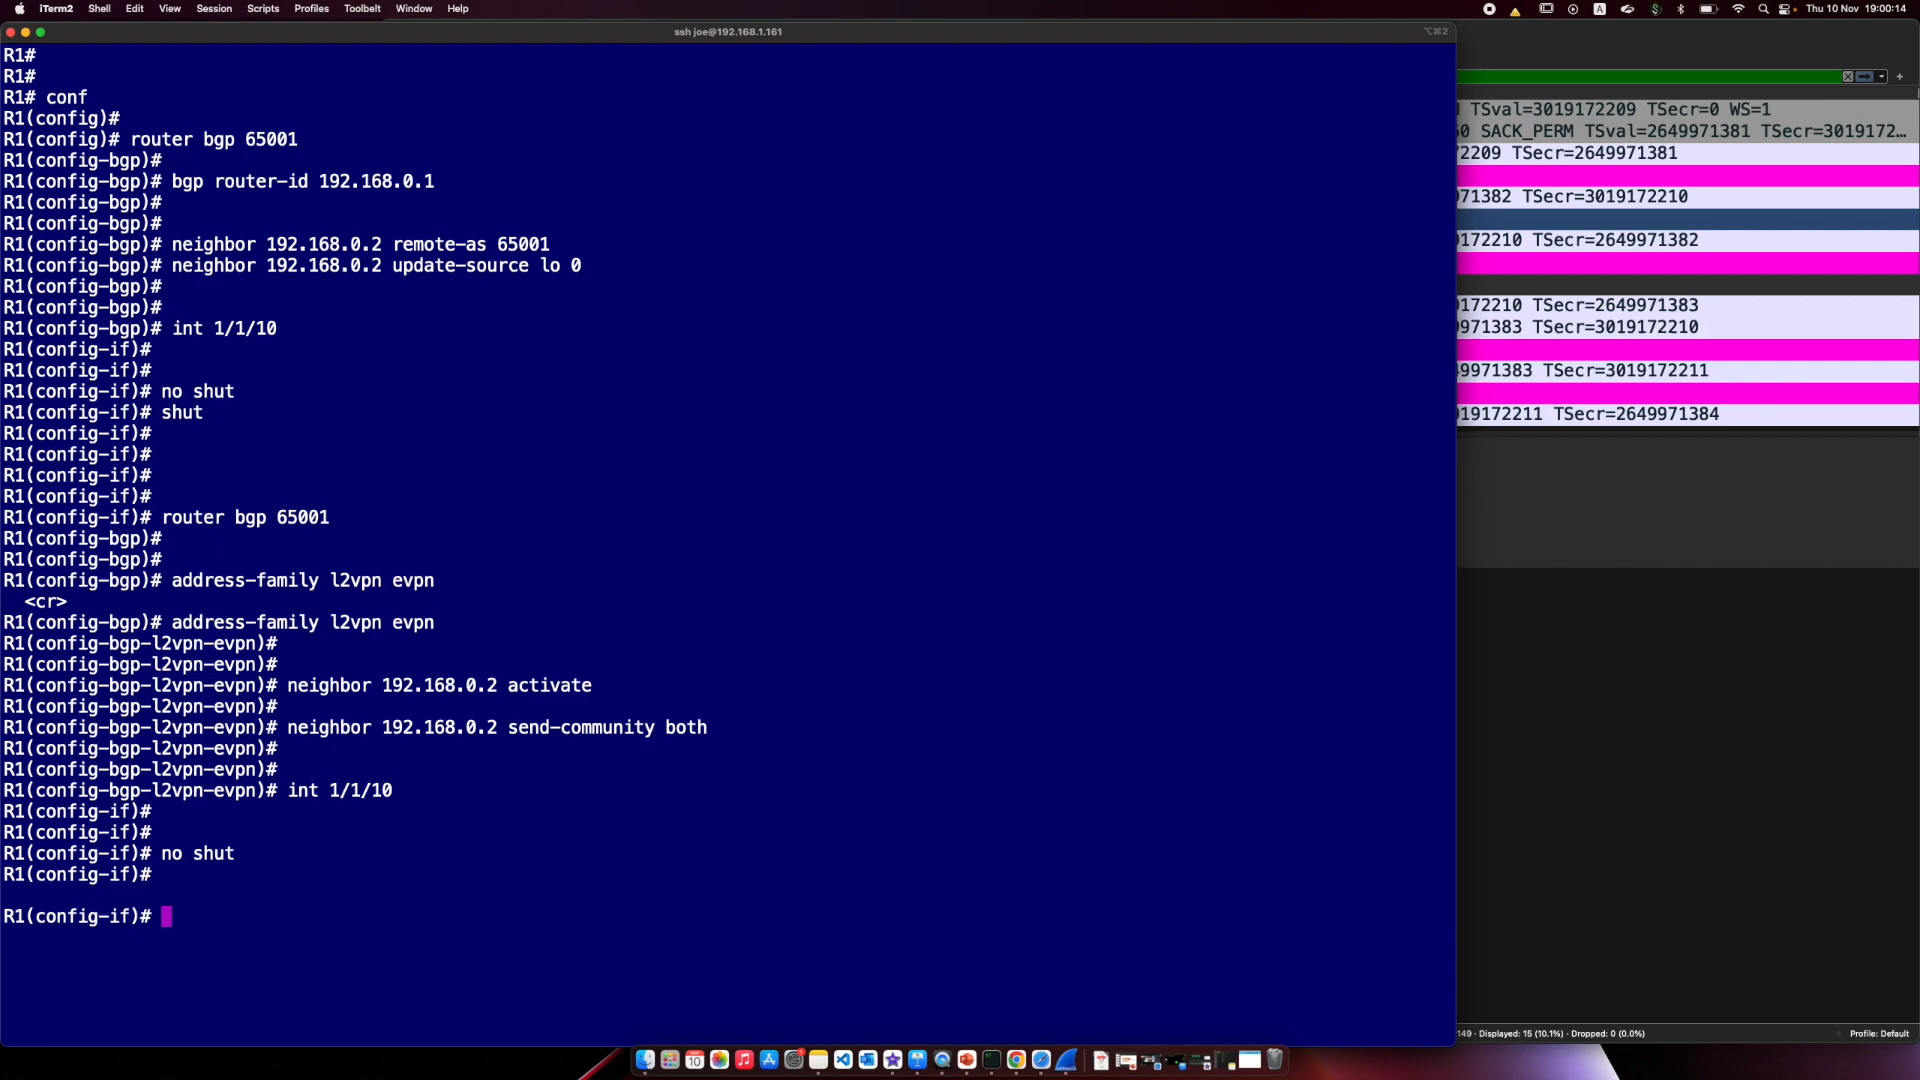 iTerm2 Shell Edit View Session Scripts Profiles Toolbelt Window Help
Thu 10 Nov 19:00:14
ssh joe@192.168.1.161
⌥⌘2
R1#
R1#
R1# conf
R1(config)#
R1(config)# router bgp 65001
R1(config-bgp)#
R1(config-bgp)# bgp router-id 192.168.0.1
R1(config-bgp)#
R1(config-bgp)#
R1(config-bgp)# neighbor 192.168.0.2 remote-as 65001
R1(config-bgp)# neighbor 192.168.0.2 update-source lo 0
R1(config-bgp)#
R1(config-bgp)#
R1(config-bgp)# int 1/1/10
R1(config-if)#
R1(config-if)#
R1(config-if)# no shut
R1(config-if)# shut
R1(config-if)#
R1(config-if)#
R1(config-if)#
R1(config-if)#
R1(config-if)# router bgp 65001
R1(config-bgp)#
R1(config-bgp)#
R1(config-bgp)# address-family l2vpn evpn
<cr>
R1(config-bgp)# address-family l2vpn evpn
R1(config-bgp-l2vpn-evpn)#
R1(config-bgp-l2vpn-evpn)#
R1(config-bgp-l2vpn-evpn)# neighbor 192.168.0.2 activate
R1(config-bgp-l2vpn-evpn)#
R1(config-bgp-l2vpn-evpn)# neighbor 192.168.0.2 send-community both
R1(config-bgp-l2vpn-evpn)#
R1(config-bgp-l2vpn-evpn)#
R1(config-bgp-l2vpn-evpn)# int 1/1/10
R1(config-if)#
R1(config-if)#
R1(config-if)# no shut
R1(config-if)#
R1(config-if)#
TSval=3019172209 TSecr=0 WS=1
60 SACK_PERM TSval=2649971381 TSecr=3019172…
72209 TSecr=2649971381
971382 TSecr=3019172210
0172210 TSecr=2649971382
0172210 TSecr=2649971383
9971383 TSecr=3019172210
49971383 TSecr=3019172211
019172211 TSecr=2649971384
149 · Displayed: 15 (10.1%) · Dropped: 0 (0.0%)
Profile: Default